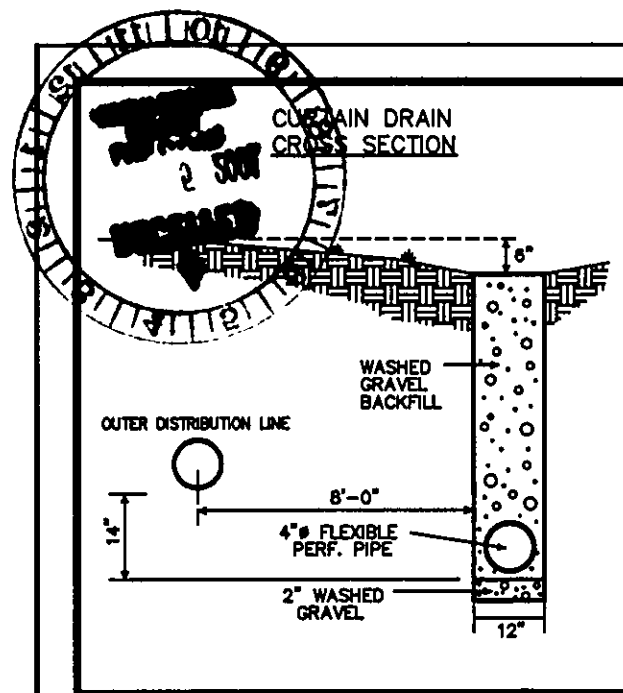 CURTAIN DRAIN
CROSS SECTION
6"
WASHED
GRAVEL
BACKFILL
OUTER DISTRIBUTION LINE
8'-0"
14"
4"ø FLEXIBLE
PERF. PIPE
2" WASHED
GRAVEL
12"